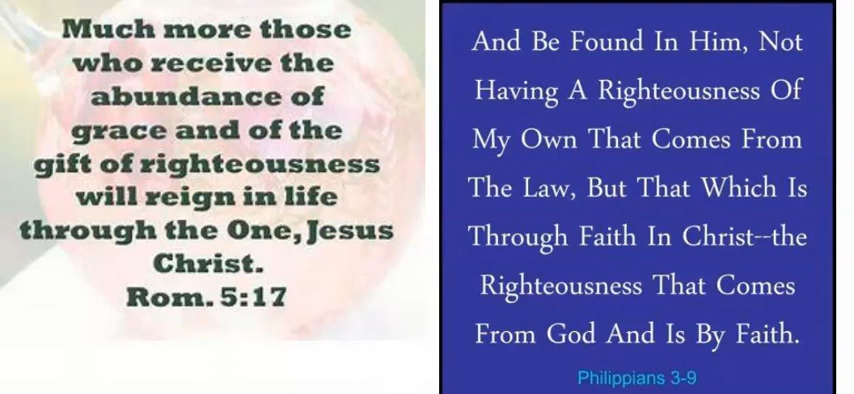 Much more those
who receive the
abundance of
grace and of the
gift of righteousness
will reign in life
through the One, Jesus
Christ.
Rom. 5:17
And Be Found In Him, Not
Having A Righteousness Of
My Own That Comes From
The Law, But That Which Is
Through Faith In Christ--the
Righteousness That Comes
From God And Is By Faith.
Philippians 3-9